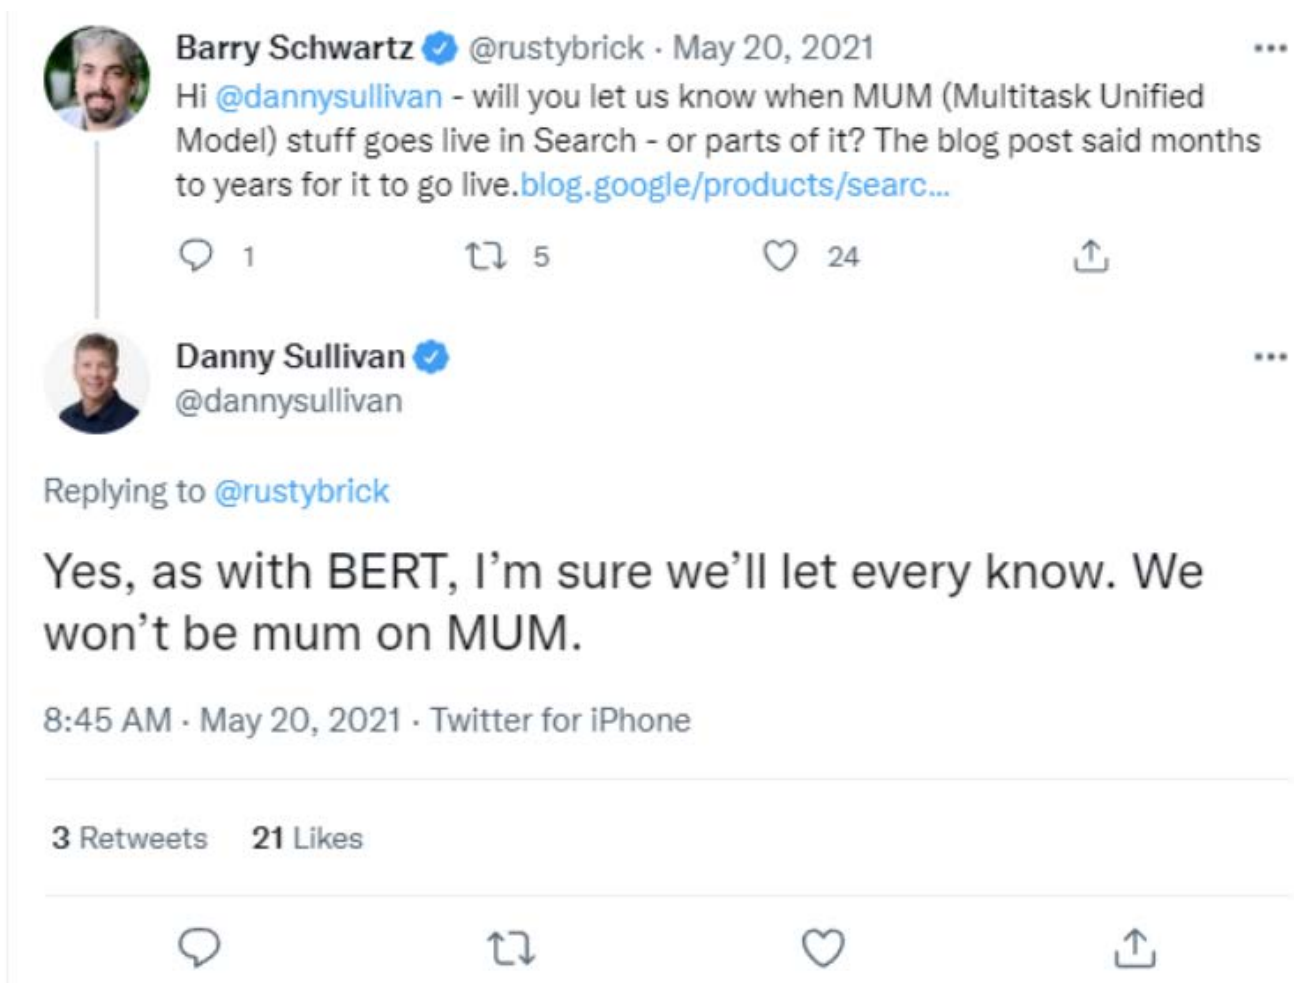 Barry Schwartz @rustybrick · May 20, 2021
Hi @dannysullivan - will you let us know when MUM (Multitask Unified
Model) stuff goes live in Search - or parts of it? The blog post said months
to years for it to go live.blog.google/products/searc...
1 5 24
Danny Sullivan
@dannysullivan
Replying to @rustybrick
Yes, as with BERT, I’m sure we’ll let every know. We
won’t be mum on MUM.
8:45 AM · May 20, 2021 · Twitter for iPhone
3 Retweets 21 Likes